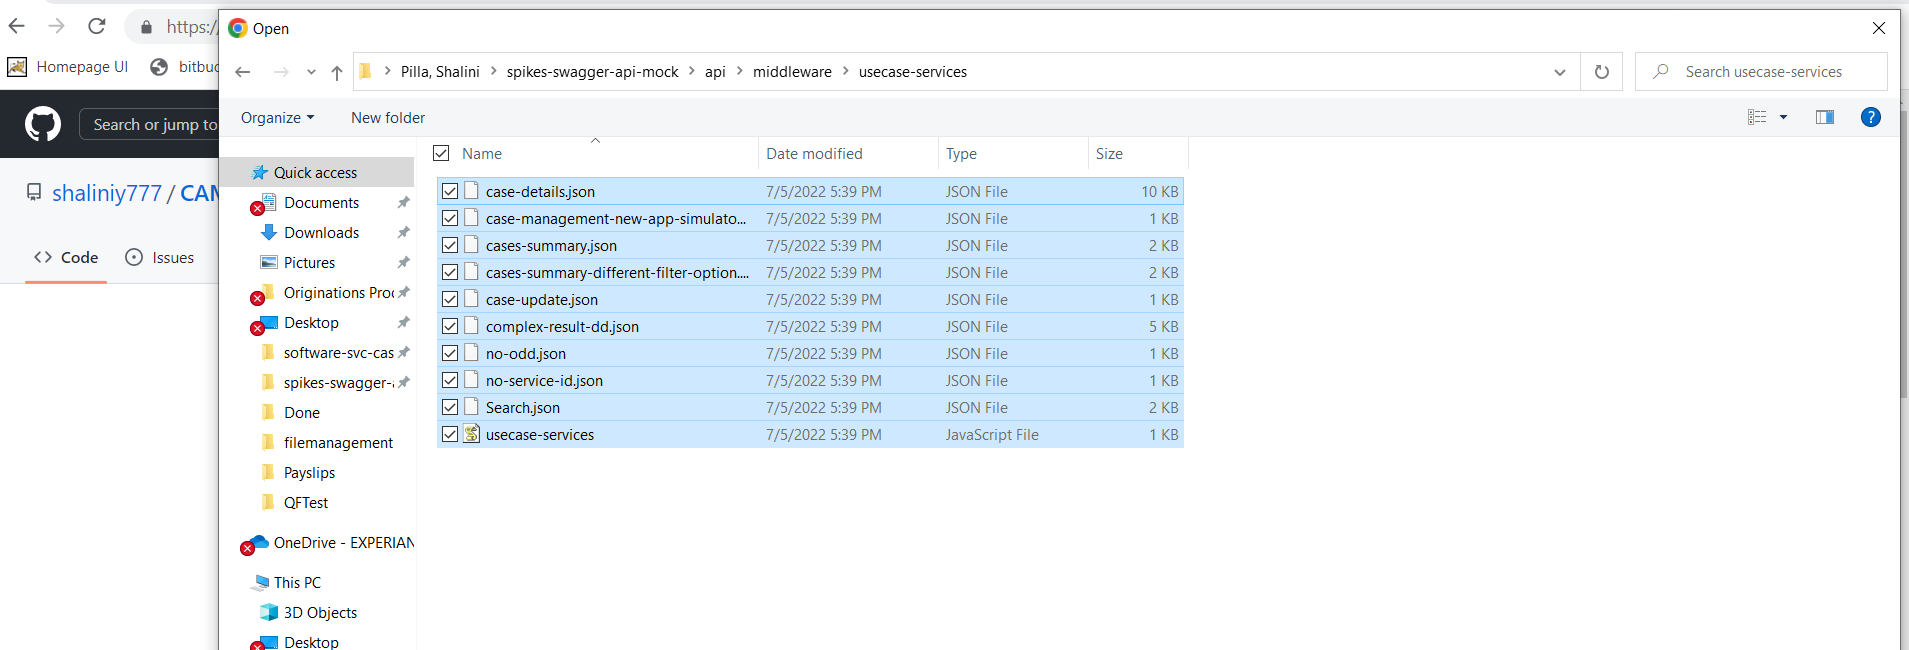 https:/
Open
Homepage UI
bitbuc
Pilla, Shalini > spikes-swagger-api-mock > api > middleware > usecase-services
Search usecase-services
Search or jump to
Organize
New folder
shaliniy777 / CAM
<> Code
Issues
Quick access
Documents
Downloads
Pictures
Originations Pro
Desktop
software-svc-cas
spikes-swagger-
Done
filemanagement
Payslips
QFTest
OneDrive - EXPERIAN
This PC
3D Objects
Desktop
Name Date modified Type Size
case-details.json 7/5/2022 5:39 PM JSON File 10 KB
case-management-new-app-simulato... 7/5/2022 5:39 PM JSON File 1 KB
cases-summary.json 7/5/2022 5:39 PM JSON File 2 KB
cases-summary-different-filter-option.... 7/5/2022 5:39 PM JSON File 2 KB
case-update.json 7/5/2022 5:39 PM JSON File 1 KB
complex-result-dd.json 7/5/2022 5:39 PM JSON File 5 KB
no-odd.json 7/5/2022 5:39 PM JSON File 1 KB
no-service-id.json 7/5/2022 5:39 PM JSON File 1 KB
Search.json 7/5/2022 5:39 PM JSON File 2 KB
usecase-services 7/5/2022 5:39 PM JavaScript File 1 KB